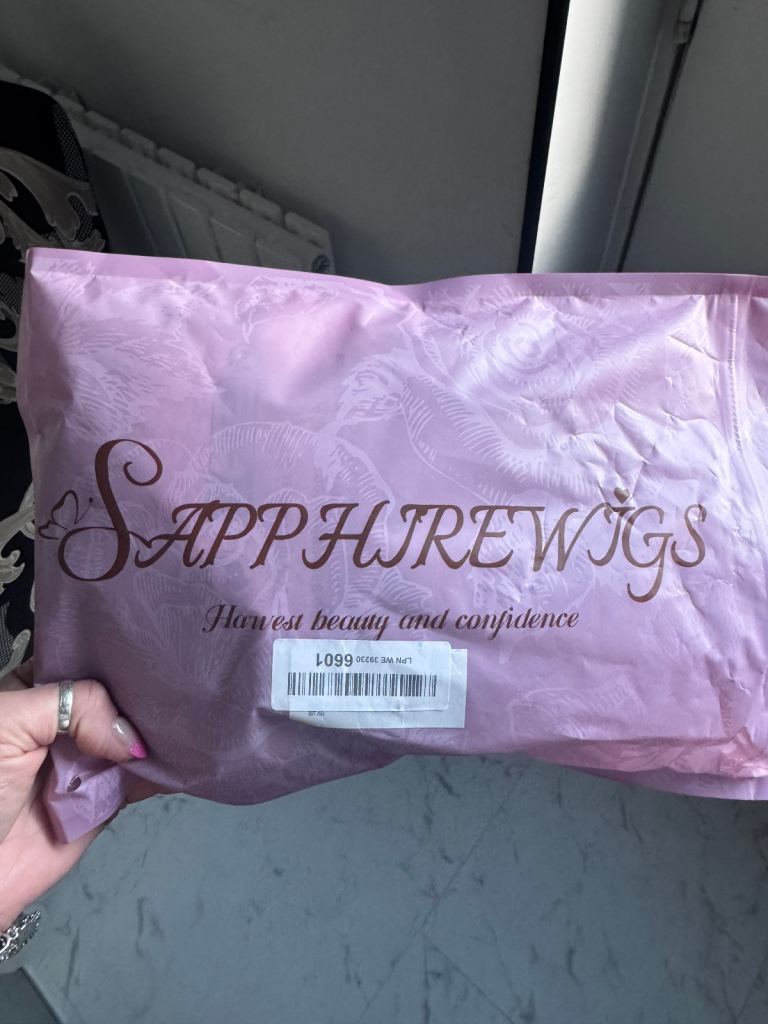 SAPPHIREWIGS
Harvest beauty and confidence
LPN WE 39230 6601